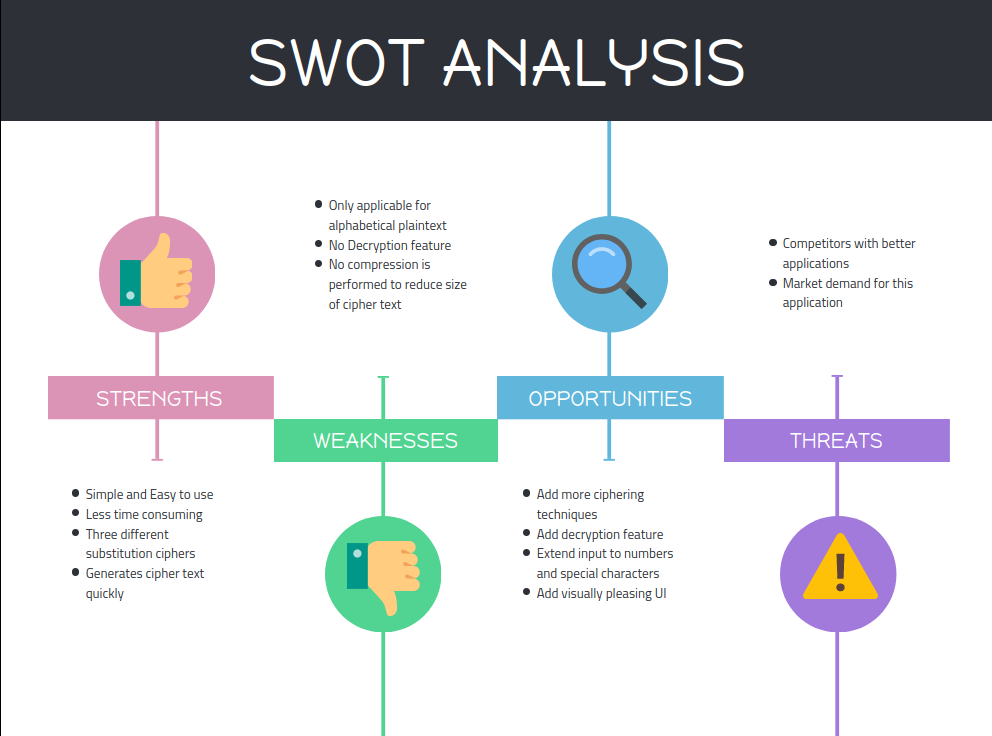 SWOT ANALYSIS
STRENGTHS
Simple and Easy to use
Less time consuming
Three different
substitution ciphers
Generates cipher text
quickly
Only applicable for
alphabetical plaintext
No Decryption feature
No compression is
performed to reduce size
of cipher text
WEAKNESSES
OPPORTUNITIES
Add more ciphering
techniques
Add decryption feature
Extend input to numbers
and special characters
Add visually pleasing UI
Competitors with better
applications
Market demand for this
application
THREATS